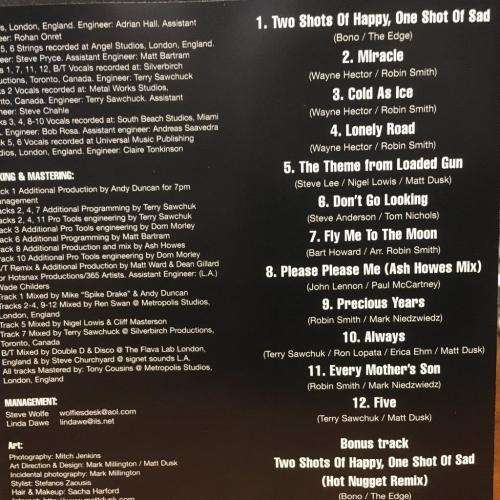 s, London, England. Engineer: Adrian Hall. Assistant
eer: Rohan Onret
5, 6 Strings recorded at Angel Studios, London, England.
eer: Steve Pryce. Assistant Engineer: Matt Bartram
s 1, 7, 11, 12, B/T Vocals recorded at: Silverbirch
uctions, Toronto, Canada. Engineer: Terry Sawchuck
ks 2 Vocals recorded at: Metal Works Studios,
nto, Canada. Engineer: Terry Sawchuck. Assistant
Engineer: Steve Chahle
ks 3, 4, 8-10 Vocals recorded at: South Beach Studios, Miami
. Engineer: Bob Rosa. Assistant engineer: Andreas Saavedra
ck 5, 6 Vocals recorded at Universal Music Publishing
dios, London, England. Engineer: Claire Tonkinson
KING & MASTERING:
ack 1 Additional Production by Andy Duncan for 7pm
anagement
acks 2, 4, 7 Additional Programming by Terry Sawchuk
acks 2, 4, 11 Pro Tools engineering by Terry Sawchuk
ack 3 Additional Pro Tools engineering by Dom Morley
ack 6 Additional Programming by Matt Bartram
ack 8 Additional Production and mix by Ash Howes
ack 10 Additional Pro Tools engineering by Dom Morley
/T Remix & Additional Production by Matt Ward & Dean Gillard
or Hotsnax Productions/365 Artists. Assistant Engineer: (L.A.)
Wade Childers
Track 1 Mixed by Mike "Spike Drake" & Andy Duncan
Tracks 2-4, 9-12 Mixed by Ren Swan @ Metropolis Studios,
London, England
Track 5 Mixed by Nigel Lowis & Cliff Masterson
Track 7 Mixed by Terry Sawchuck @ Silverbirch Productions,
Toronto, Canada
B/T Mixed by Double D & Disco @ The Flava Lab London,
England & by Steve Churchyard @ signet sounds L.A.
All tracks Mastered by: Tony Cousins @ Metropolis Studios,
London, England
MANAGEMENT:
Steve Wolfe wolfiesdesk@aol.com
Linda Dawe lindawe@ils.net
Art:
Photography: Mitch Jenkins
Art Direction & Design: Mark Millington / Matt Dusk
Incidental photography: Mark Millington
Stylist: Stefanos Zaousis
Hair & Makeup: Sacha Harford
1. Two Shots Of Happy, One Shot Of Sad
(Bono / The Edge)
2. Miracle
(Wayne Hector / Robin Smith)
3. Cold As Ice
(Wayne Hector / Robin Smith)
4. Lonely Road
(Wayne Hector / Robin Smith)
5. The Theme from Loaded Gun
(Steve Lee / Nigel Lowis / Matt Dusk)
6. Don't Go Looking
(Steve Anderson / Tom Nichols)
7. Fly Me To The Moon
(Bart Howard / Arr. Robin Smith)
8. Please Please Me (Ash Howes Mix)
(John Lennon / Paul McCartney)
9. Precious Years
(Robin Smith / Mark Niedzwiedz)
10. Always
(Terry Sawchuk / Ron Lopata / Erica Ehm / Matt Dusk)
11. Every Mother's Son
(Robin Smith / Mark Niedzwiedz)
12. Five
(Terry Sawchuk / Matt Dusk)
Bonus track
Two Shots Of Happy, One Shot Of Sad
(Hot Nugget Remix)
(Bono / The Edge)